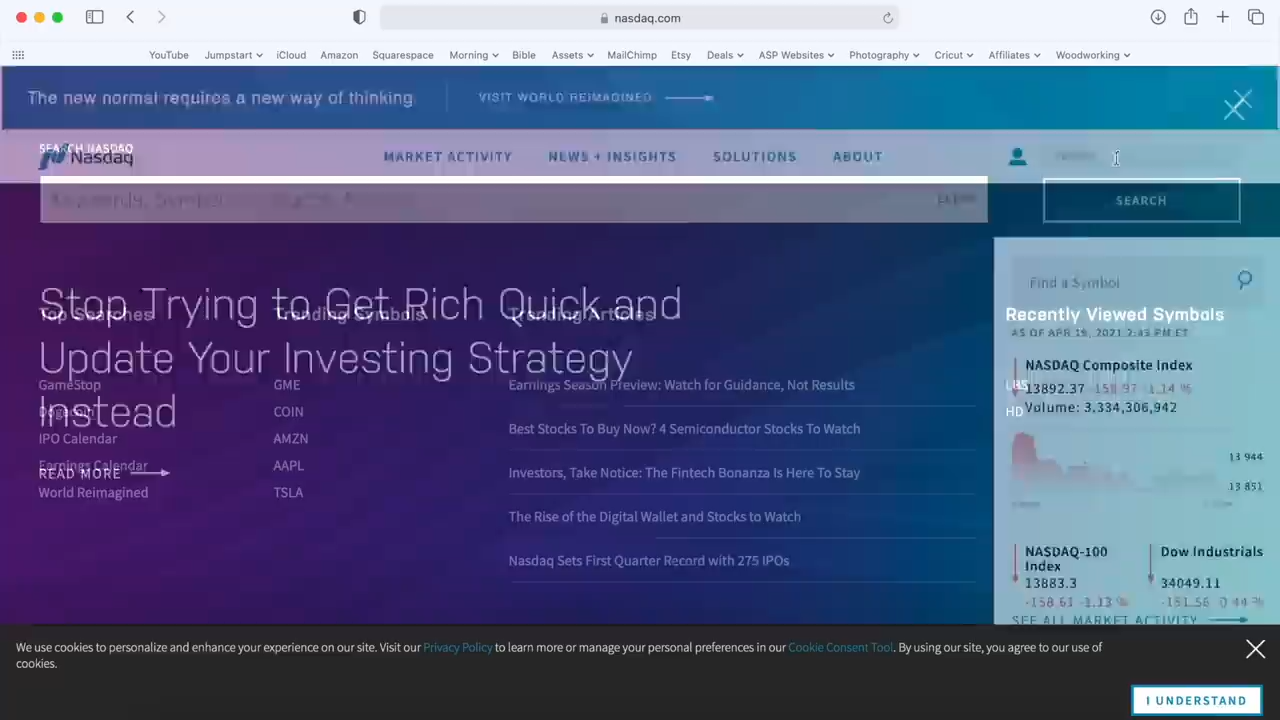 nasdaq.com
YouTube Jumpstart iCloud Amazon Squarespace Morning Bible Assets MailChimp Etsy Deals ASP Websites Photography Cricut Affiliates Woodworking
The new normal requires a new way of thinking
VISIT WORLD REIMAGINED
SEARCH NASDAQ
Nasdaq
MARKET ACTIVITY NEWS + INSIGHTS SOLUTIONS ABOUT
SEARCH
Find a Symbol
Stop Trying to Get Rich Quick and
Update Your Investing Strategy
Instead
READ MORE
Top Searches
GameStop
Dogecoin
IPO Calendar
Earnings Calendar
World Reimagined
Trending Symbols
GME
COIN
AMZN
AAPL
TSLA
Trending Articles
Earnings Season Preview: Watch for Guidance, Not Results
Best Stocks To Buy Now? 4 Semiconductor Stocks To Watch
Investors, Take Notice: The Fintech Bonanza Is Here To Stay
The Rise of the Digital Wallet and Stocks to Watch
Nasdaq Sets First Quarter Record with 275 IPOs
Recently Viewed Symbols
HD
AS OF APR 19, 2021 2:43 PM ET
NASDAQ Composite Index
13892.37 -159.97 -1.14 %
Volume: 3,334,306,942
13 944
13 851
NASDAQ-100
Index
13883.3
-158.61 -1.13 %
Dow Industrials
34049.11
-151.56 -0.44 %
SEE ALL MARKET ACTIVITY
We use cookies to personalize and enhance your experience on our site. Visit our Privacy Policy to learn more or manage your personal preferences in our Cookie Consent Tool. By using our site, you agree to our use of
cookies.
I UNDERSTAND